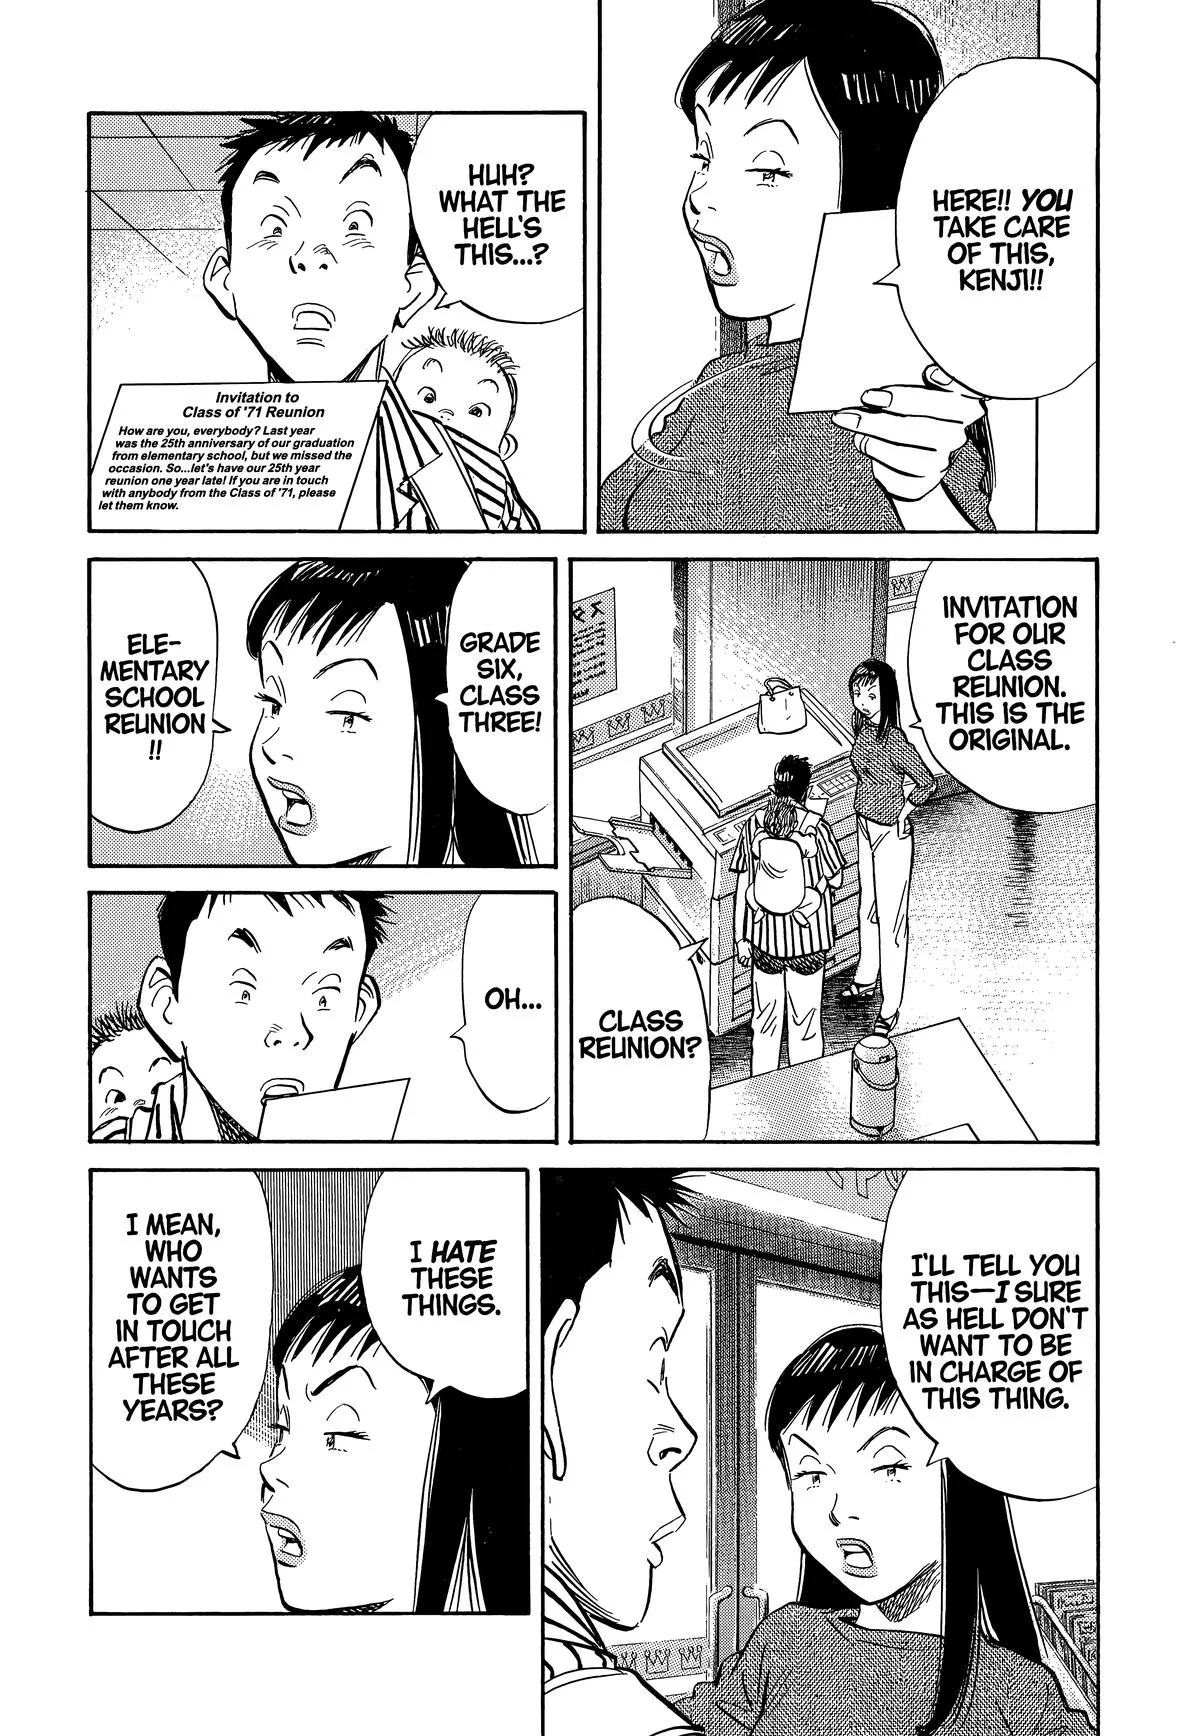 HERE!! YOU
TAKE CARE
OF THIS,
KENJI!!
HUH?
WHAT THE
HELL'S
THIS...?
Invitation to
Class of '71 Reunion
How are you, everybody? Last year
was the 25th anniversary of our graduation
from elementary school, but we missed the
occasion. So...let's have our 25th year
reunion one year late! If you are in touch
with anybody from the Class of '71, please
let them know.
INVITATION
FOR OUR
CLASS
REUNION.
THIS IS THE
ORIGINAL.
CLASS
REUNION?
GRADE
SIX,
CLASS
THREE!
ELE-
MENTARY
SCHOOL
REUNION
!!
OH...
I'LL TELL YOU
THIS—I SURE
AS HELL DON'T
WANT TO BE
IN CHARGE OF
THIS THING.
I HATE
THESE
THINGS.
I MEAN,
WHO
WANTS
TO GET
IN TOUCH
AFTER ALL
THESE
YEARS?